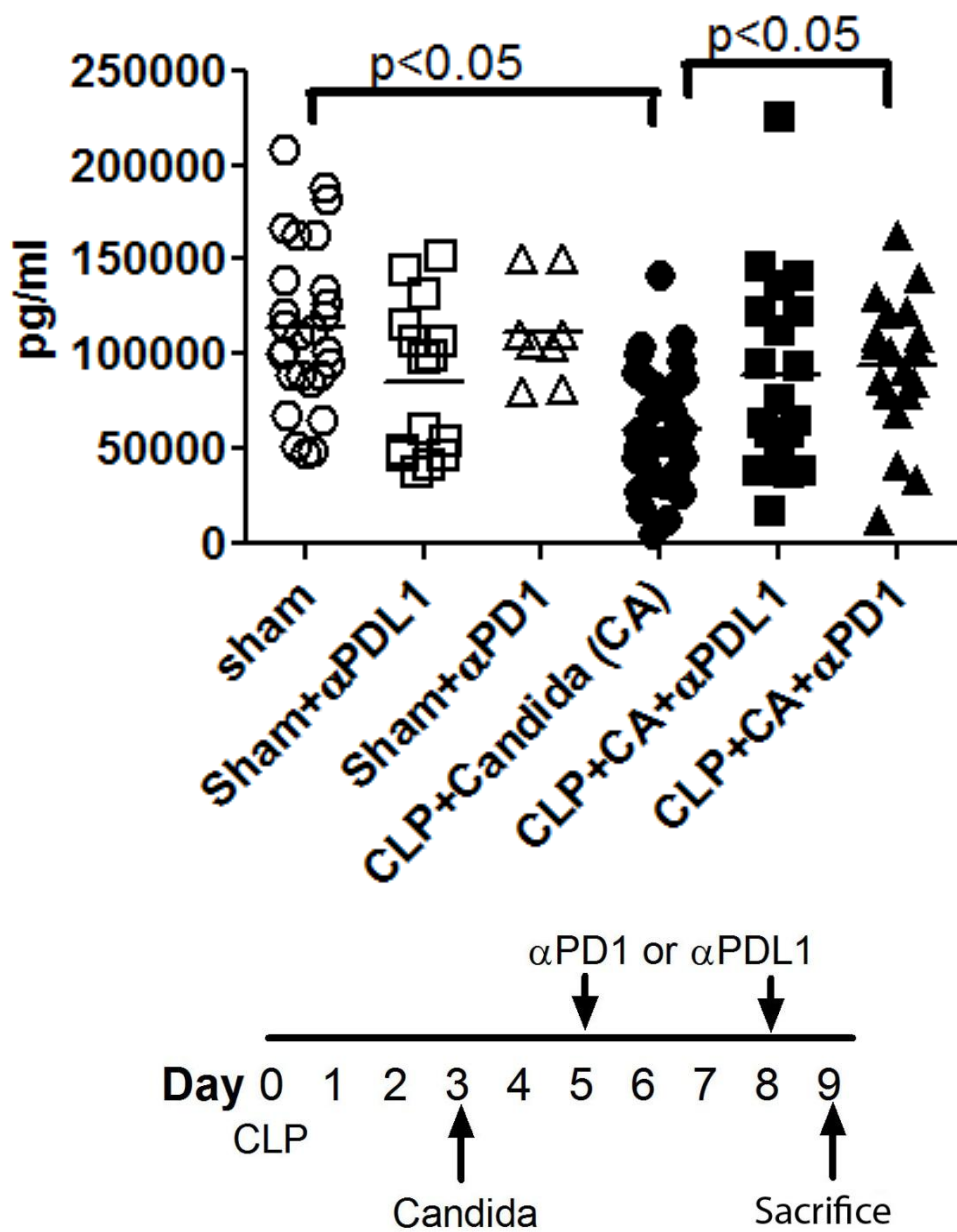 p<0.05
p<0.05
250000
200000
150000
100000
50000
0
pg/ml
sham
Sham+αPDL1
Sham+αPD1
CLP+Candida (CA)
CLP+CA+αPDL1
CLP+CA+αPD1
αPD1 or αPDL1
Day 0 1 2 3 4 5 6 7 8 9
CLP
Candida
Sacrifice